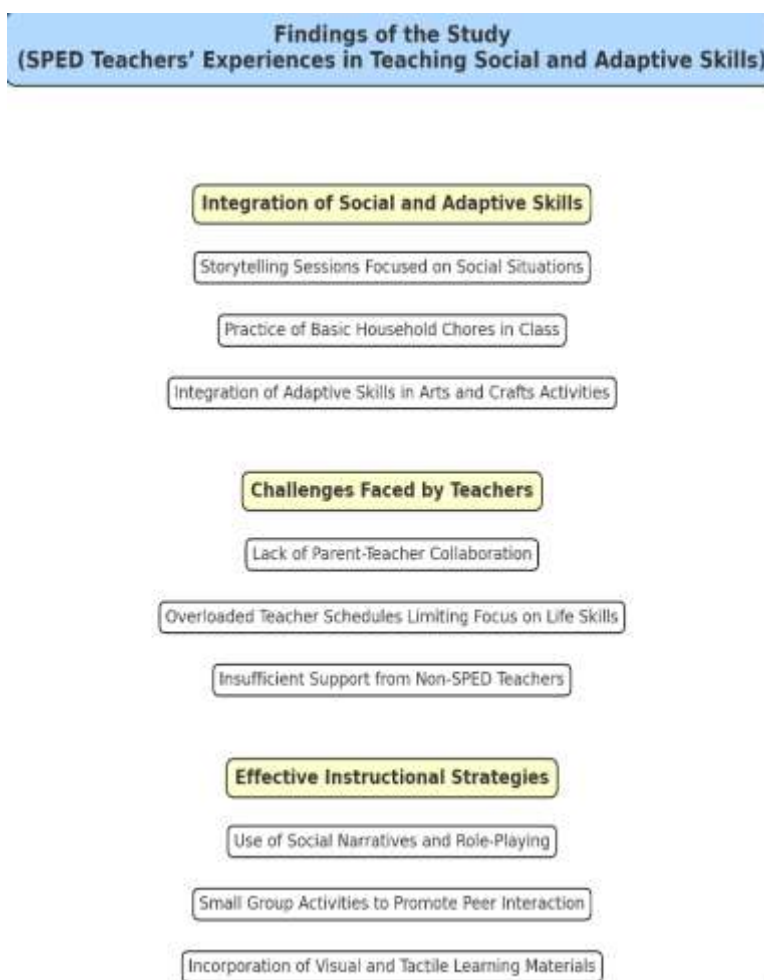 Findings of the Study
(SPED Teachers’ Experiences in Teaching Social and Adaptive Skills)
Integration of Social and Adaptive Skills
Storytelling Sessions Focused on Social Situations
Practice of Basic Household Chores in Class
Integration of Adaptive Skills in Arts and Crafts Activities
Challenges Faced by Teachers
Lack of Parent-Teacher Collaboration
Overloaded Teacher Schedules Limiting Focus on Life Skills
Insufficient Support from Non-SPED Teachers
Effective Instructional Strategies
Use of Social Narratives and Role-Playing
Small Group Activities to Promote Peer Interaction
Incorporation of Visual and Tactile Learning Materials